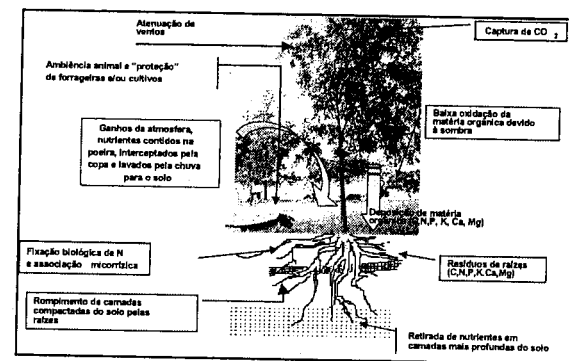 Atenuação de
ventos
Captura de CO 2
Ambiência animal e "proteção"
de forrageiras e/ou cultivos
Ganhos da atmosfera,
nutrientes contidos na
poeira, interceptados pela
copa e lavados pela chuva
para o solo
Baixa oxidação da
matéria orgânica devido
à sombra
Deposição de matéria
orgânica (C,N,P, K, Ca, Mg)
Fixação biológica de N
e associação micorrízica
Resíduos de raízes
(C,N,P,K.Ca,Mg)
Rompimento de camadas
compactadas do solo pelas
raízes
Retirada de nutrientes em
camadas mais profundas do solo